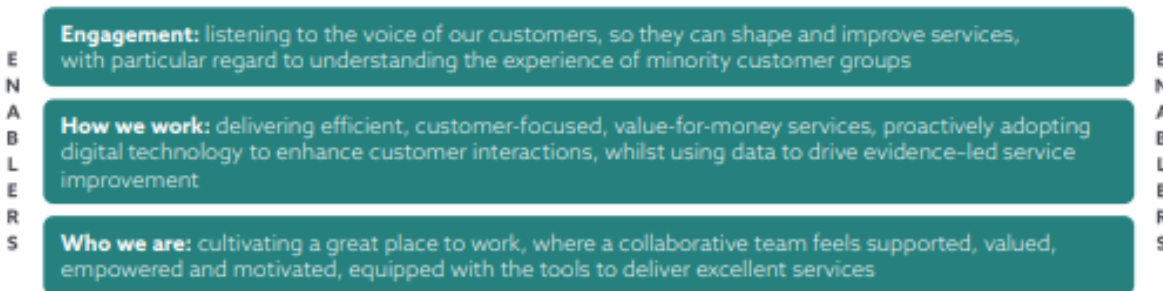 E
N
A
B
L
E
R
S
Engagement: listening to the voice of our customers, so they can shape and improve services,
with particular regard to understanding the experience of minority customer groups
How we work: delivering efficient, customer-focused, value-for-money services, proactively adopting
digital technology to enhance customer interactions, whilst using data to drive evidence-led service
improvement
Who we are: cultivating a great place to work, where a collaborative team feels supported, valued,
empowered and motivated, equipped with the tools to deliver excellent services
E
N
A
B
L
E
R
S